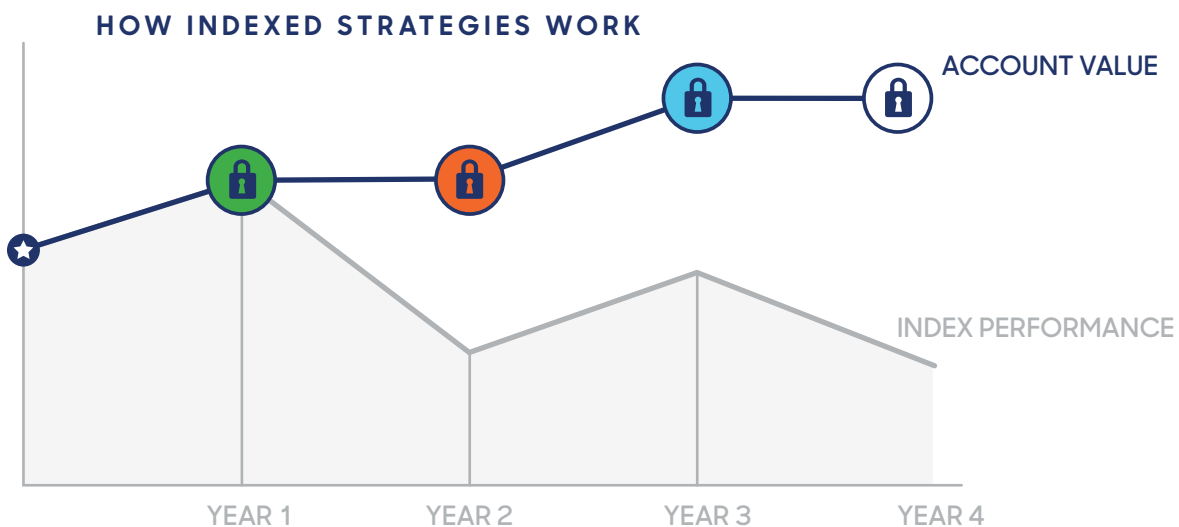 HOW INDEXED STRATEGIES WORK
ACCOUNT VALUE
INDEX PERFORMANCE
YEAR 1
YEAR 2
YEAR 3
YEAR 4